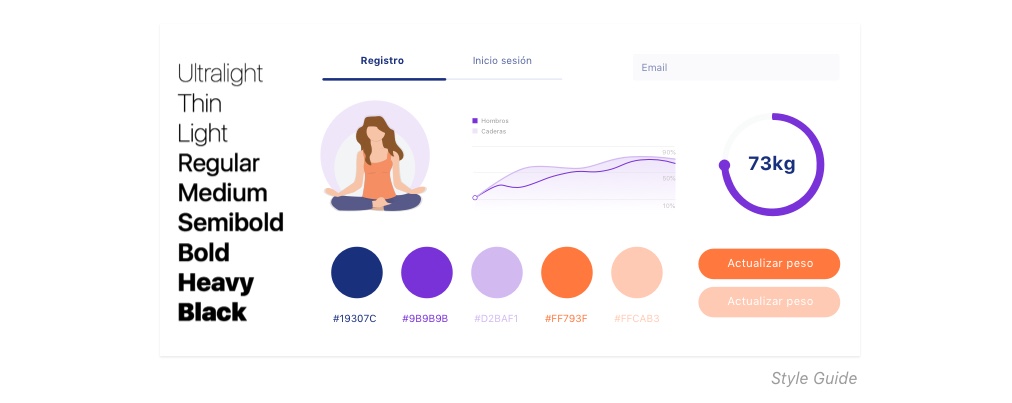 Ultralight
Thin
Light
Regular
Medium
Semibold
Bold
Heavy
Black
Registro
Inicio sesión
Email
Hombros
Caderas
90%
50%
10%
73kg
#19307C
#9B9B9B
#D2BAF1
#FF793F
#FFCAB3
Actualizar peso
Actualizar peso
Style Guide